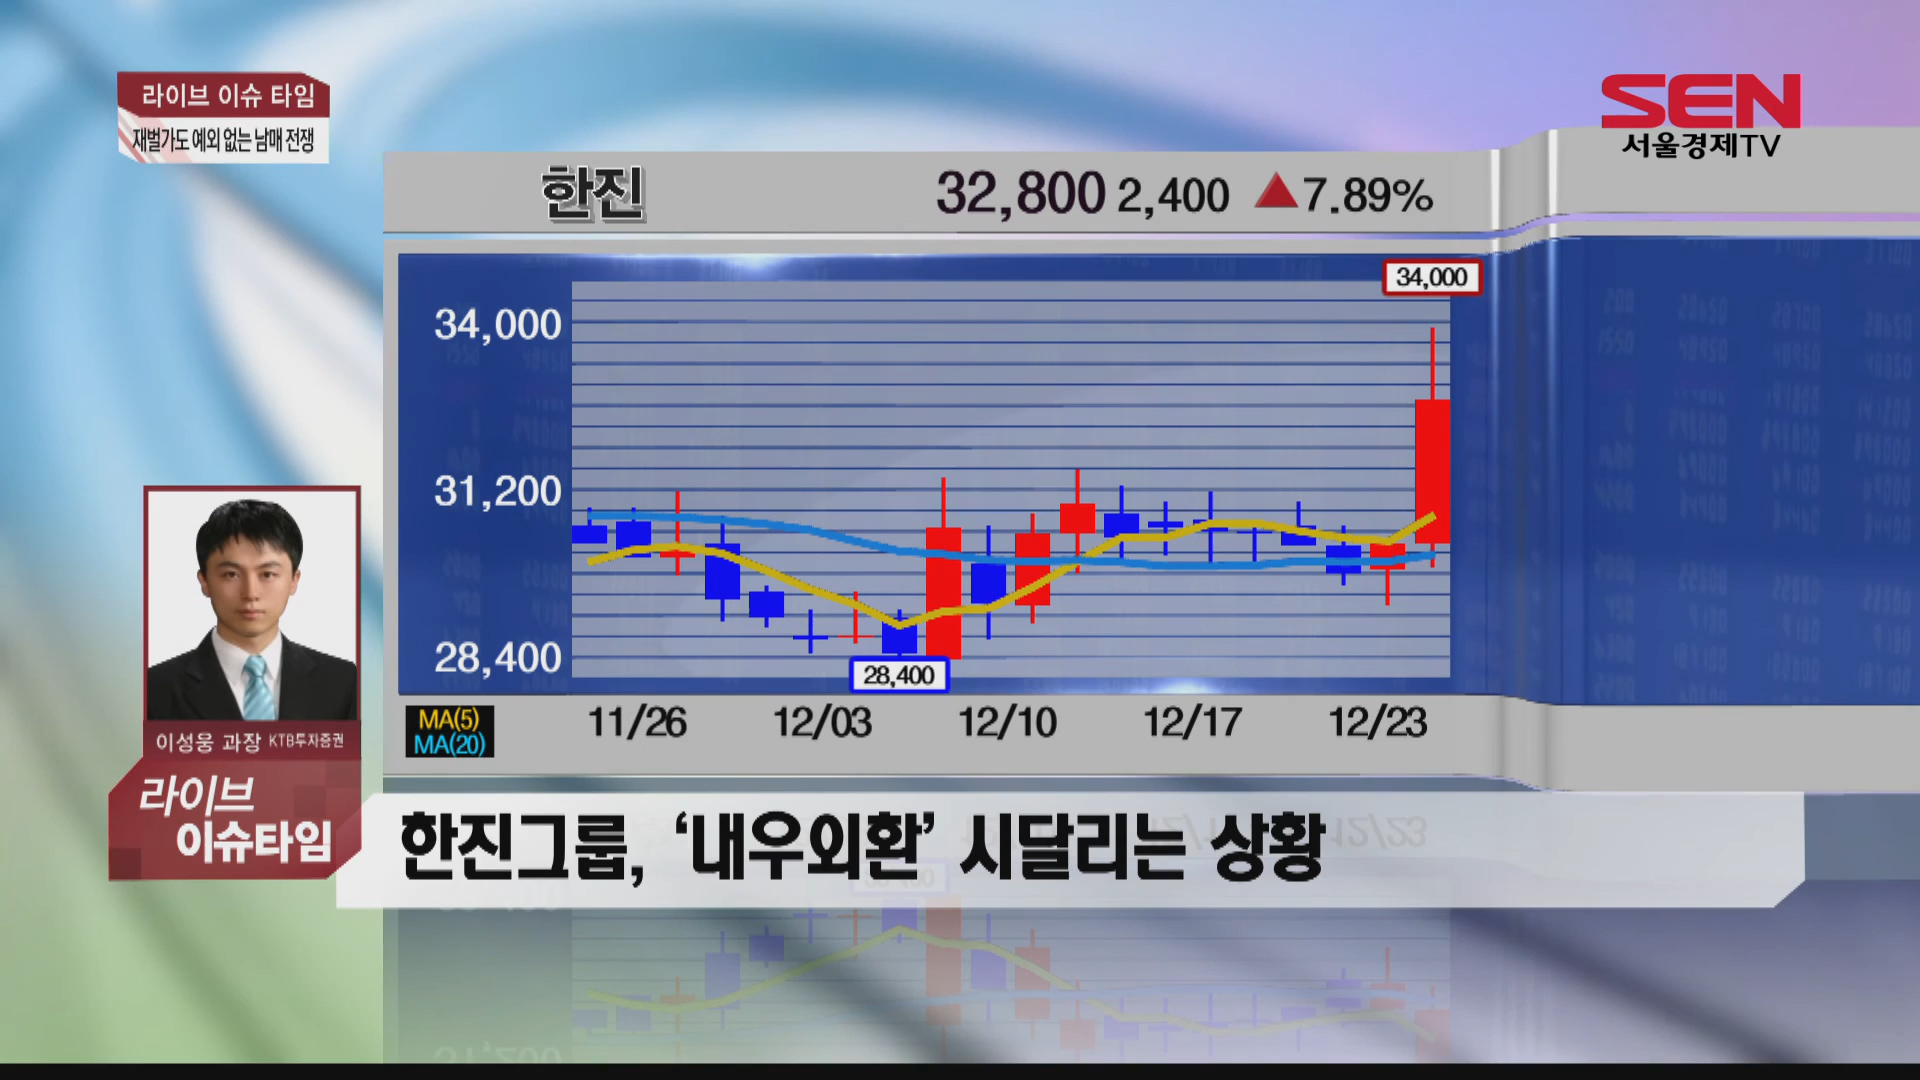 라이브 이슈 타임
재벌가도 예외 없는 남매 전쟁
SEN
서울경제TV
한진 32,800 2,400 ▲7.89%
34,000
34,000
31,200
28,400
28,400
MA(5)
MA(20)
11/26 12/03 12/10 12/17 12/23
이성웅 과장 KTB투자증권
라이브
이슈타임
한진그룹, ‘내우외환’ 시달리는 상황